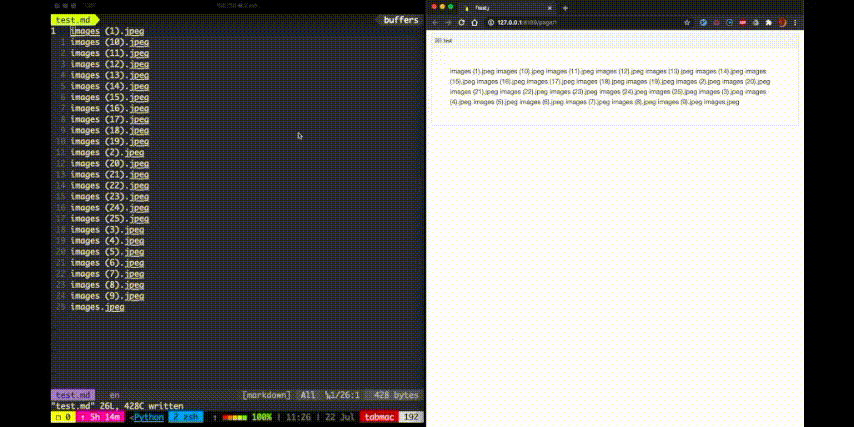 test.md
buffers
1 images (1).jpeg
1 images (10).jpeg
2 images (11).jpeg
3 images (12).jpeg
4 images (13).jpeg
5 images (14).jpeg
6 images (15).jpeg
7 images (16).jpeg
8 images (17).jpeg
9 images (18).jpeg
10 images (19).jpeg
11 images (2).jpeg
12 images (20).jpeg
13 images (21).jpeg
14 images (22).jpeg
15 images (23).jpeg
16 images (24).jpeg
17 images (25).jpeg
18 images (3).jpeg
19 images (4).jpeg
20 images (5).jpeg
21 images (6).jpeg
22 images (7).jpeg
23 images (8).jpeg
24 images (9).jpeg
25 images.jpeg
test.md en [markdown] All 1/26:1 428 bytes
"test.md" 26L, 428C written
0 ↑ 5h 14m <Python 2 zsh ↑ 100% | 11:26 | 22 Jul tabmac 192
127.0.0.1
test
images (1).jpeg images (10).jpeg images (11).jpeg images (12).jpeg images (13).jpeg images (14).jpeg images
(15).jpeg images (16).jpeg images (17).jpeg images (18).jpeg images (19).jpeg images (2).jpeg images (20).jpeg
images (21).jpeg images (22).jpeg images (23).jpeg images (24).jpeg images (25).jpeg images (3).jpeg images
(4).jpeg images (5).jpeg images (6).jpeg images (7).jpeg images (8).jpeg images (9).jpeg images.jpeg